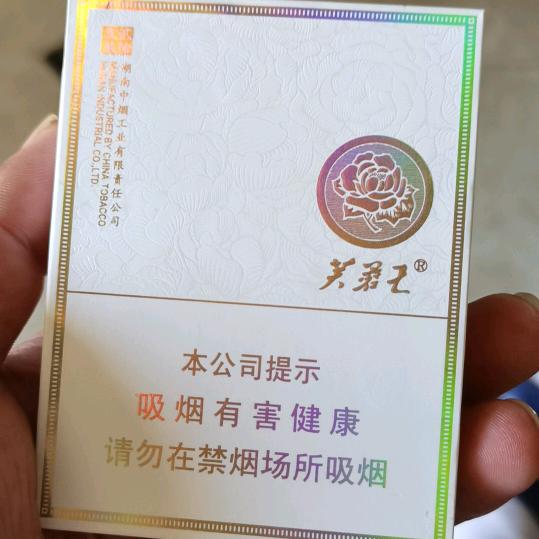 湖南中烟工业有限责任公司
MANUFACTURED BY CHINA TOBACCO
HUNAN INDUSTRIAL CO.,LTD.
芙蓉王®
本公司提示
吸烟有害健康
请勿在禁烟场所吸烟